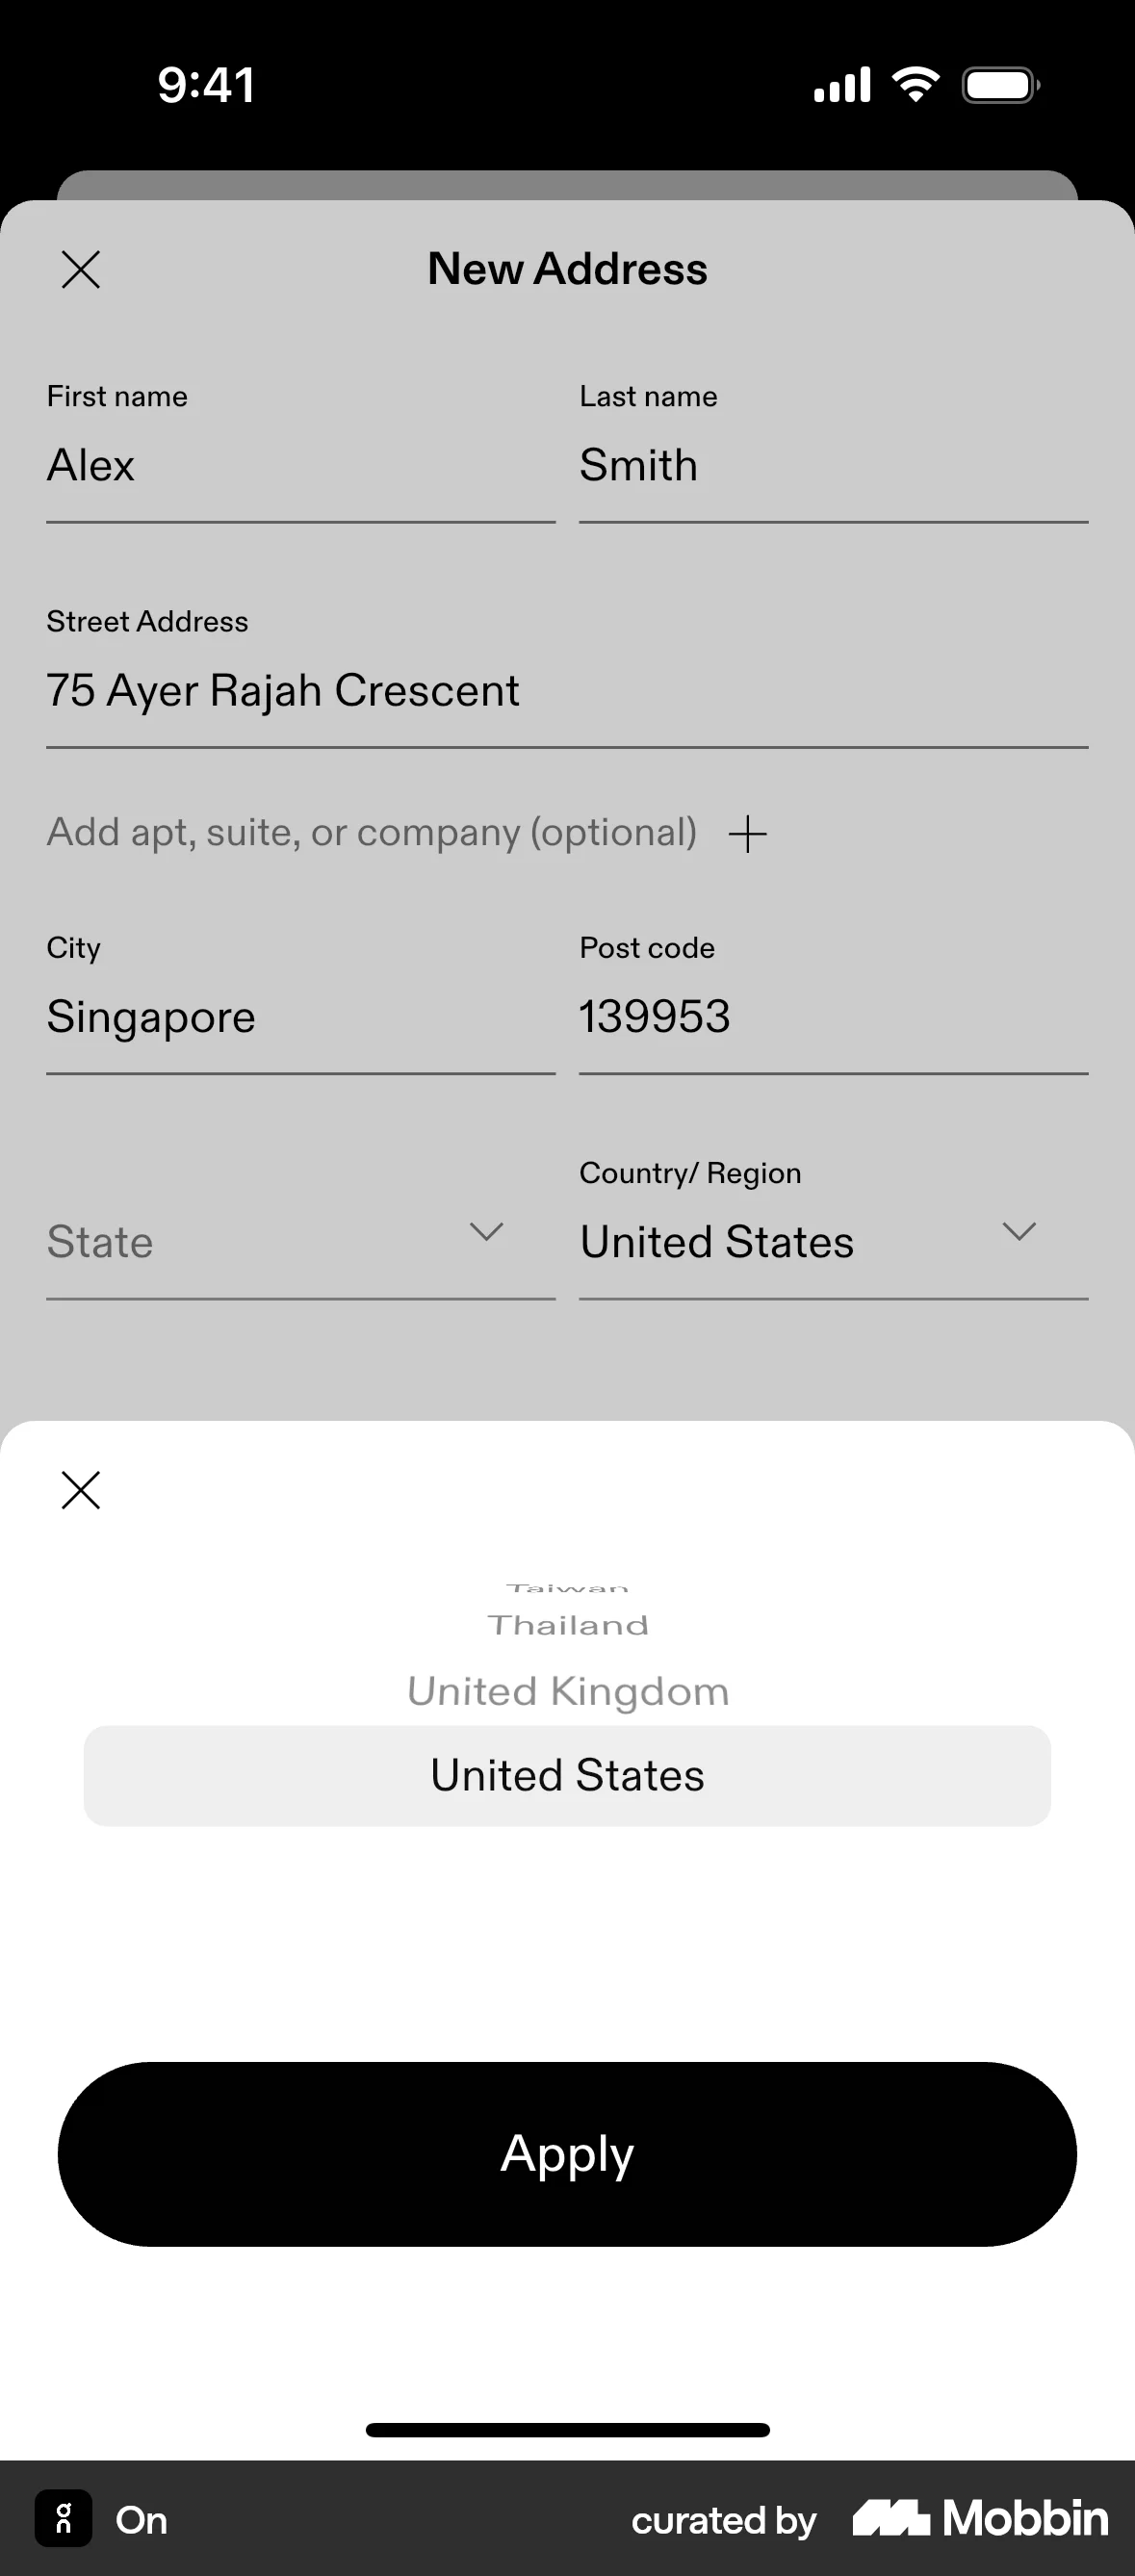 9:41
New Address
First name Last name
Alex Smith
Street Address
75 Ayer Rajah Crescent
Add apt, suite, or company (optional)
City Post code
Singapore 139953
Country/ Region
State United States
Taiwan
Thailand
United Kingdom
United States
Apply
On curated by Mobbin